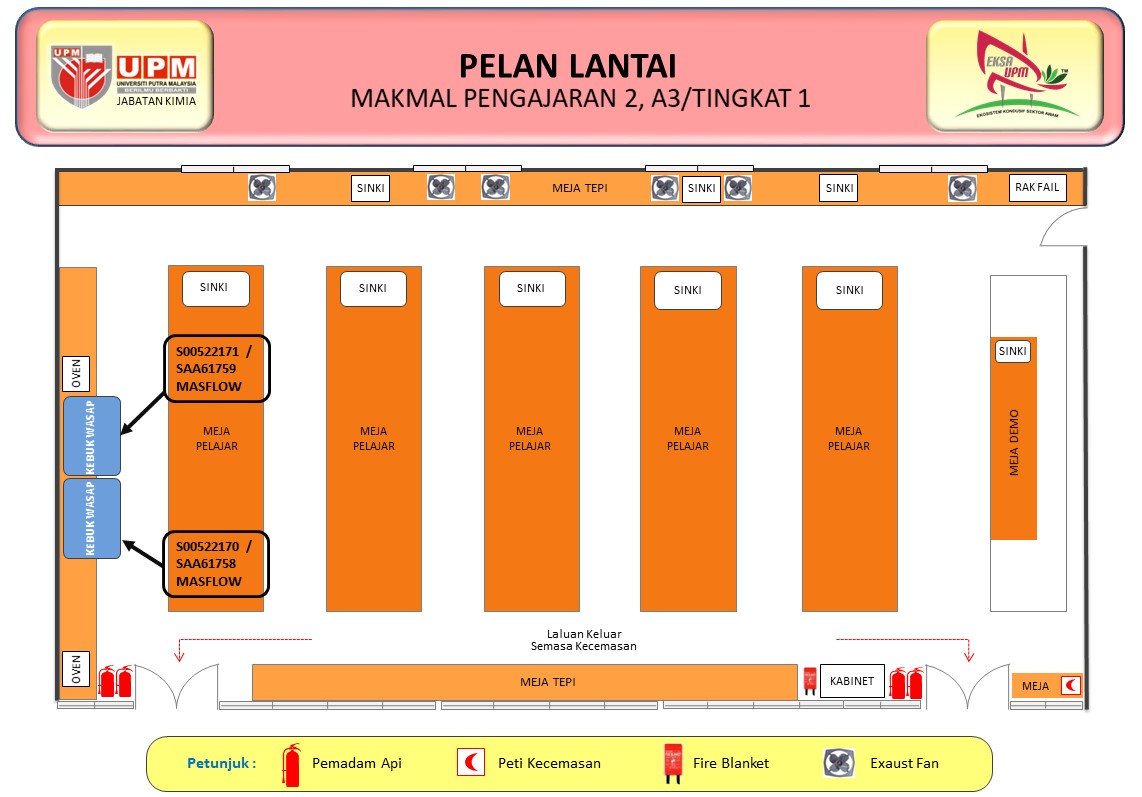 UPM
UPM
UNIVERSITI PUTRA MALAYSIA
BERILMU BERBAKTI
JABATAN KIMIA
PELAN LANTAI
MAKMAL PENGAJARAN 2, A3/TINGKAT 1
EKSA
UPM
TM
EKOSISTEM KONDUSIF SEKTOR AWAM
SINKI
MEJA TEPI
SINKI
SINKI
RAK FAIL
SINKI
SINKI
SINKI
SINKI
SINKI
SINKI
OVEN
S00522171 /
SAA61759
MASFLOW
KEBUK WASAP
MEJA
PELAJAR
MEJA
PELAJAR
MEJA
PELAJAR
MEJA
PELAJAR
MEJA
PELAJAR
MEJA DEMO
KEBUK WASAP
S00522170 /
SAA61758
MASFLOW
Laluan Keluar
Semasa Kecemasan
OVEN
MEJA TEPI
KABINET
MEJA
Petunjuk :
Pemadam Api
Peti Kecemasan
Fire Blanket
Exaust Fan